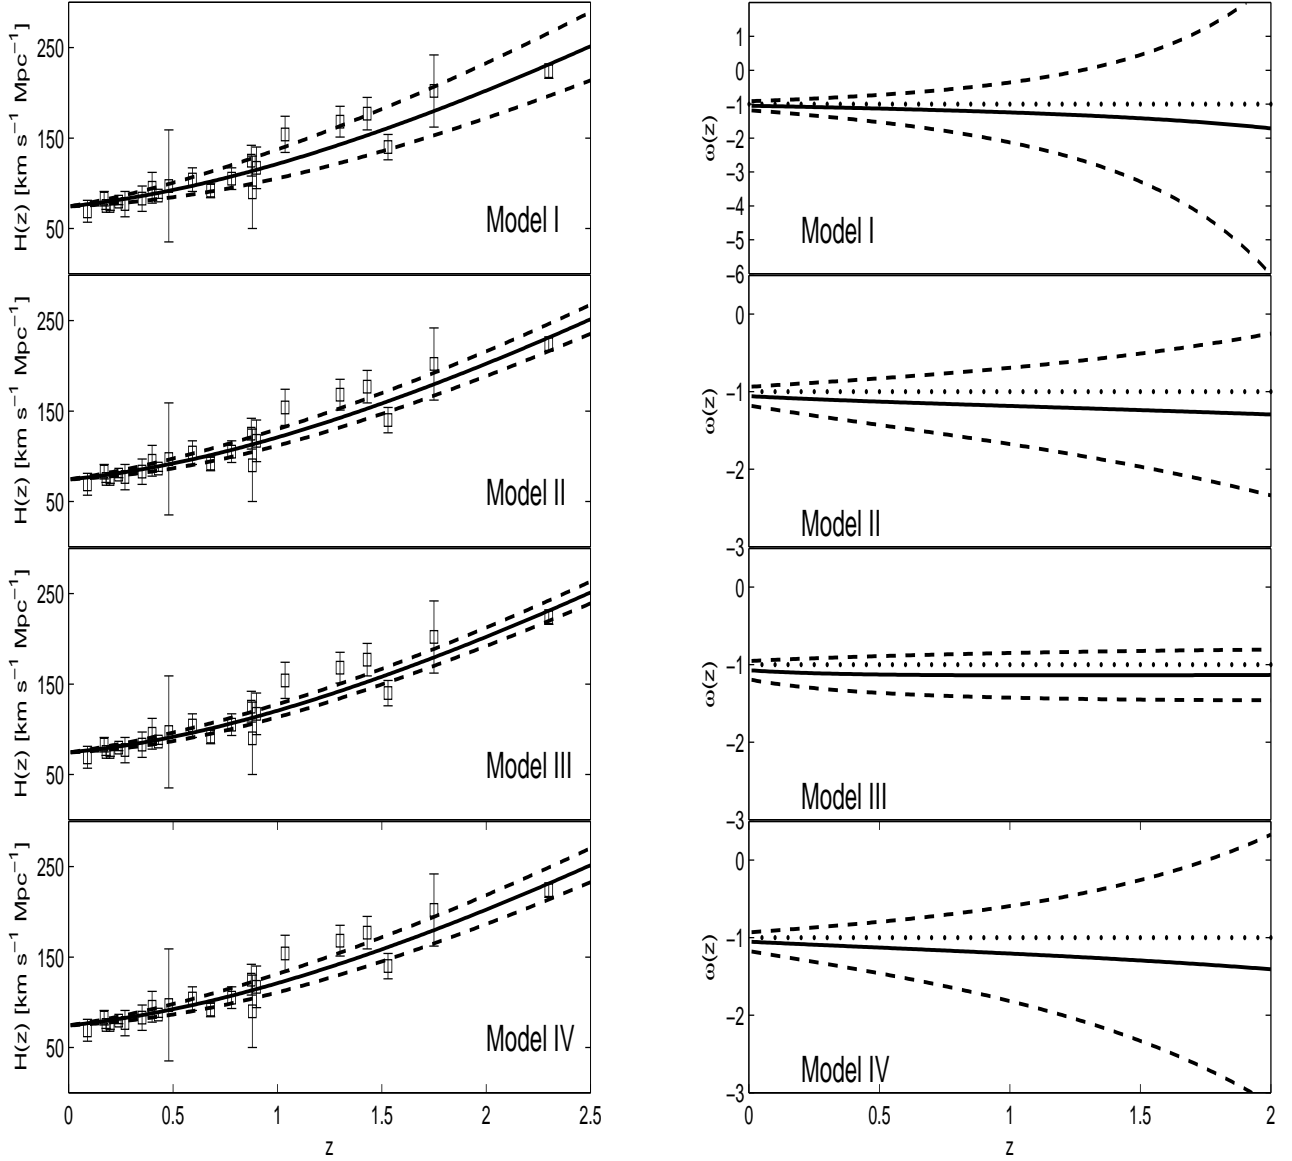 H(z) [km s⁻¹ Mpc⁻¹]
250
150
50
Model I
H(z) [km s⁻¹ Mpc⁻¹]
250
150
50
Model II
H(z) [km s⁻¹ Mpc⁻¹]
250
150
50
Model III
H(z) [km s⁻¹ Mpc⁻¹]
250
150
50
Model IV
0 0.5 1 1.5 2 2.5
z
ω(z)
1
0
−1
−2
−3
−4
−5
−6
Model I
ω(z)
0
−1
−2
−3
Model II
ω(z)
0
−1
−2
−3
Model III
ω(z)
0
−1
−2
−3
Model IV
0 0.5 1 1.5 2
z